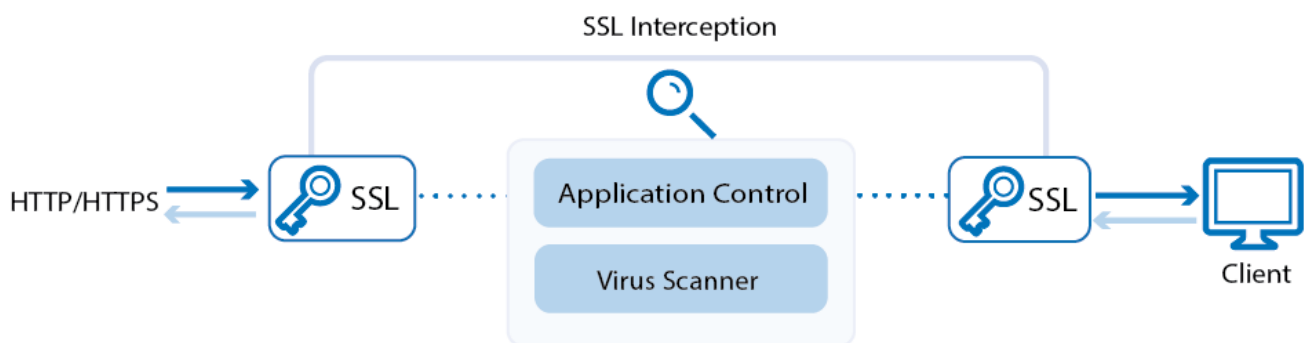 SSL Interception
HTTP/HTTPS
SSL
Application Control
Virus Scanner
SSL
Client